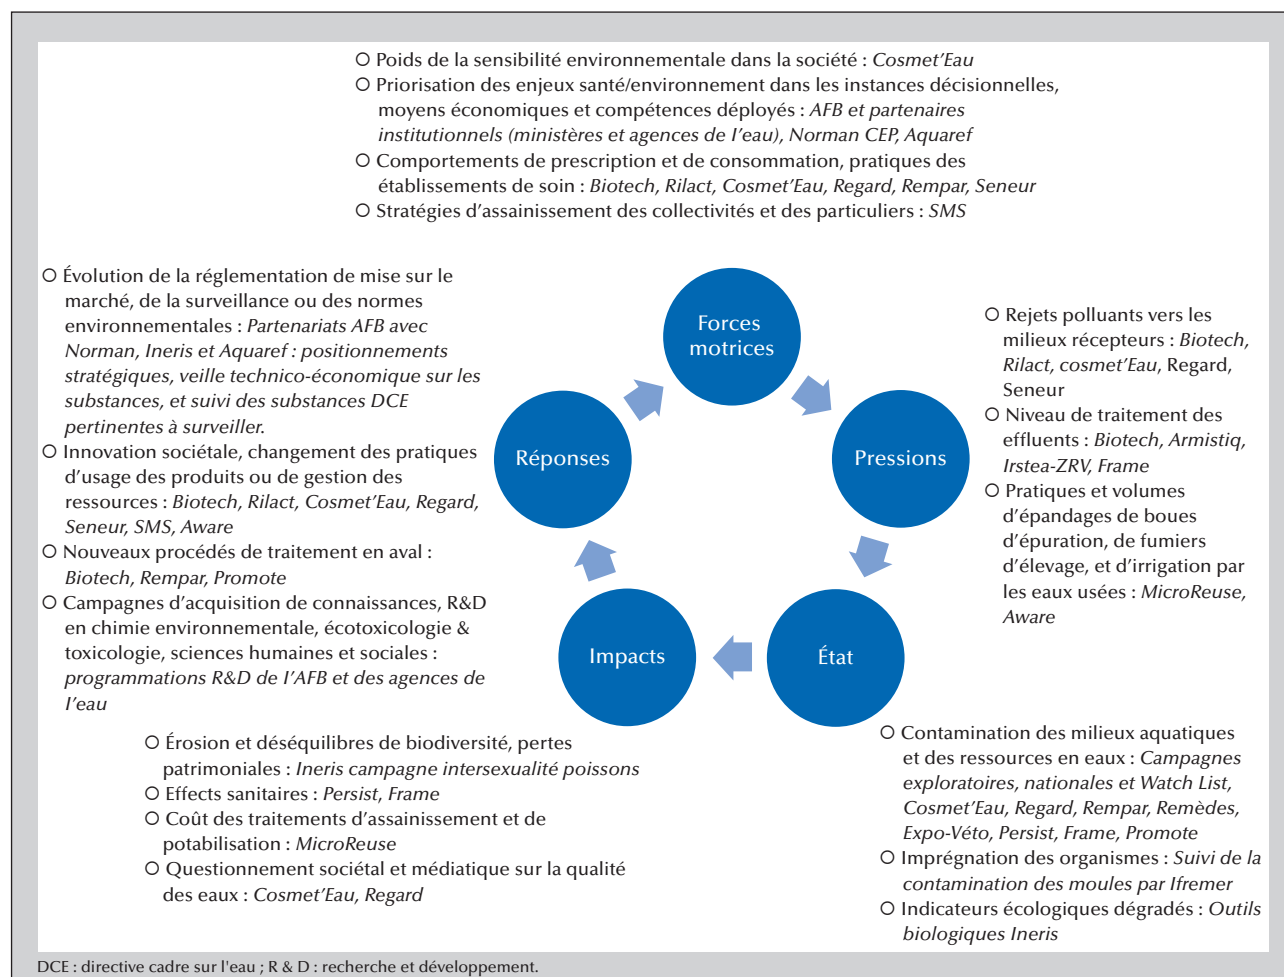 O Poids de la sensibilité environnementale dans la société : Cosmet’Eau
O Priorisation des enjeux santé/environnement dans les instances décisionnelles,
moyens économiques et compétences déployés : AFB et partenaires
institutionnels (ministères et agences de l’eau), Norman CEP, Aquaref
O Comportements de prescription et de consommation, pratiques des
établissements de soin : Biotech, Rilact, Cosmet’Eau, Regard, Rempar, Seneur
O Stratégies d’assainissement des collectivités et des particuliers : SMS
O Évolution de la réglementation de mise sur le
marché, de la surveillance ou des normes
environnementales : Partenariats AFB avec
Norman, Ineris et Aquaref : positionnements
stratégiques, veille technico-économique sur les
substances, et suivi des substances DCE
pertinentes à surveiller.
O Innovation sociétale, changement des pratiques
d’usage des produits ou de gestion des
ressources : Biotech, Rilact, Cosmet’Eau, Regard,
Seneur, SMS, Aware
O Nouveaux procédés de traitement en aval :
Biotech, Rempar, Promote
O Campagnes d’acquisition de connaissances, R&D
en chimie environnementale, écotoxicologie &
toxicologie, sciences humaines et sociales :
programmations R&D de l’AFB et des agences de
l’eau
Forces
motrices
Réponses
Pressions
Impacts
État
O Rejets polluants vers les
milieux récepteurs : Biotech,
Rilact, cosmet’Eau, Regard,
Seneur
O Niveau de traitement des
effluents : Biotech, Armistiq,
Irstea-ZRV, Frame
O Pratiques et volumes
d’épandages de boues
d’épuration, de fumiers
d’élevage, et d’irrigation par
les eaux usées : MicroReuse,
Aware
O Érosion et déséquilibres de biodiversité, pertes
patrimoniales : Ineris campagne intersexualité poissons
O Effects sanitaires : Persist, Frame
O Coût des traitements d’assainissement et de
potabilisation : MicroReuse
O Questionnement sociétal et médiatique sur la qualité
des eaux : Cosmet’Eau, Regard
O Contamination des milieux aquatiques
et des ressources en eaux : Campagnes
exploratoires, nationales et Watch List,
Cosmet’Eau, Regard, Rempar, Remèdes,
Expo-Véto, Persist, Frame, Promote
O Imprégnation des organismes : Suivi de la
contamination des moules par Ifremer
O Indicateurs écologiques dégradés : Outils
biologiques Ineris
DCE : directive cadre sur l'eau ; R & D : recherche et développement.